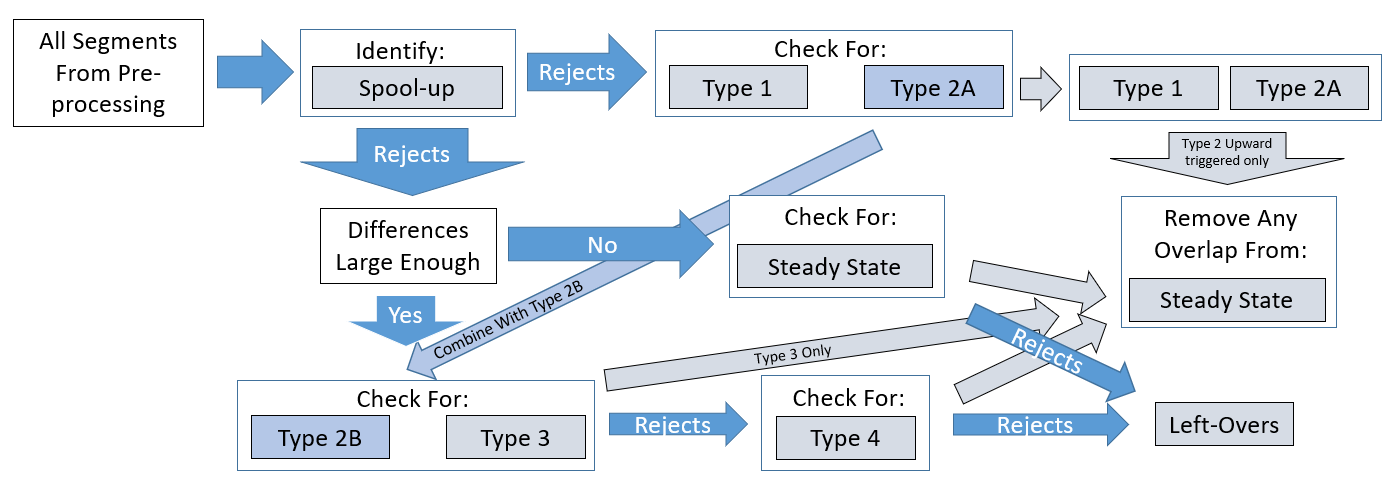 All Segments
From Pre-
processing
Identify:
Spool-up
Rejects
Check For:
Type 1
Type 2A
Type 1
Type 2A
Rejects
Type 2 Upward
triggered only
Differences
Large Enough
No
Check For:
Steady State
Remove Any
Overlap From:
Steady State
Yes
Combine With Type 2B
Type 3 Only
Rejects
Check For:
Type 2B
Type 3
Rejects
Check For:
Type 4
Rejects
Left-Overs